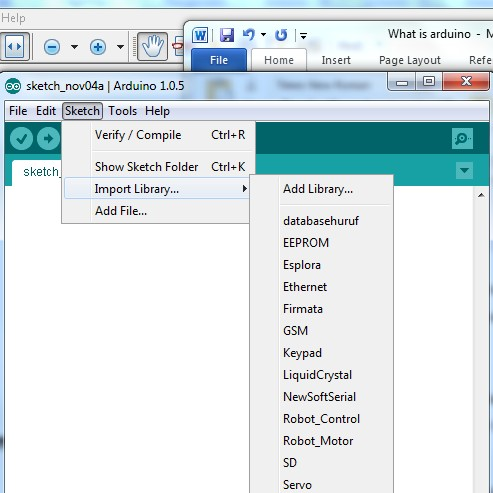 Help
What is arduino - M
File Home Insert Page Layout Refe
sketch_nov04a | Arduino 1.0.5
File Edit Sketch Tools Help
Verify / Compile Ctrl+R
Show Sketch Folder Ctrl+K
sketch_
Import Library...
Add File...
Add Library...
databasehuruf
EEPROM
Esplora
Ethernet
Firmata
GSM
Keypad
LiquidCrystal
NewSoftSerial
Robot_Control
Robot_Motor
SD
Servo